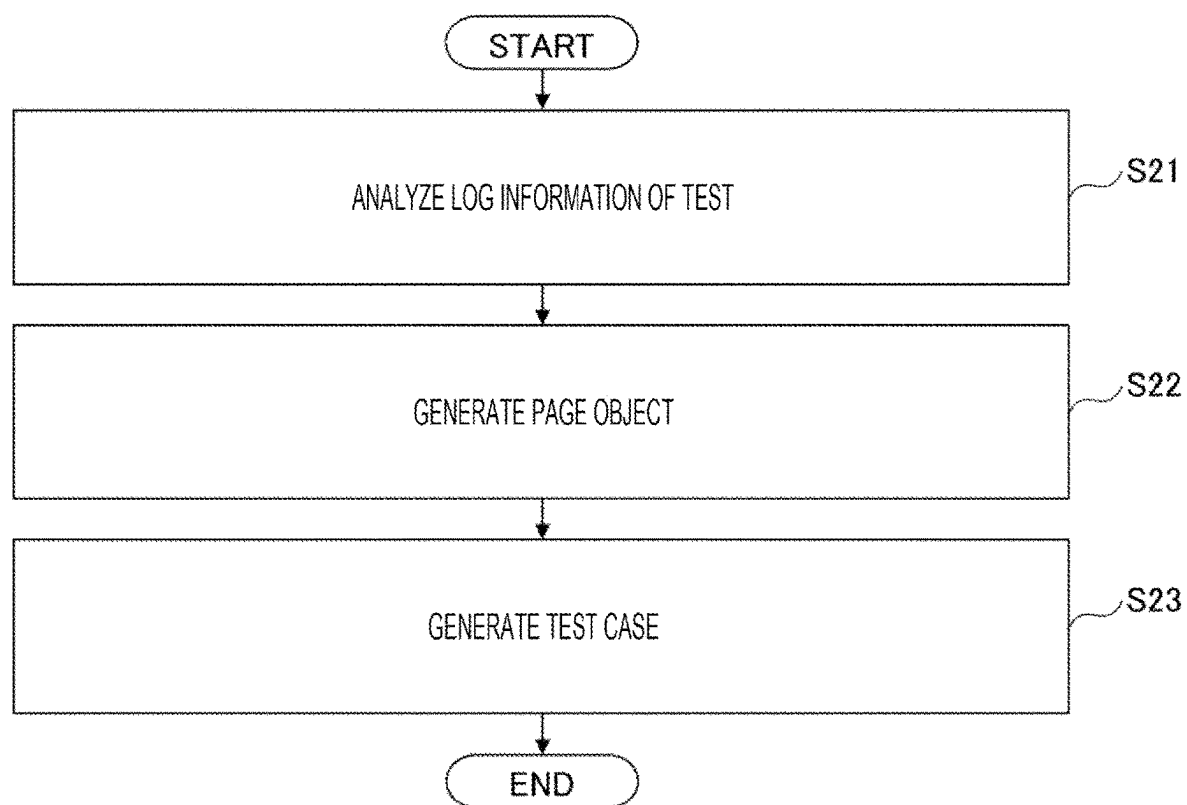 START
ANALYZE LOG INFORMATION OF TEST
S21
GENERATE PAGE OBJECT
S22
GENERATE TEST CASE
S23
END